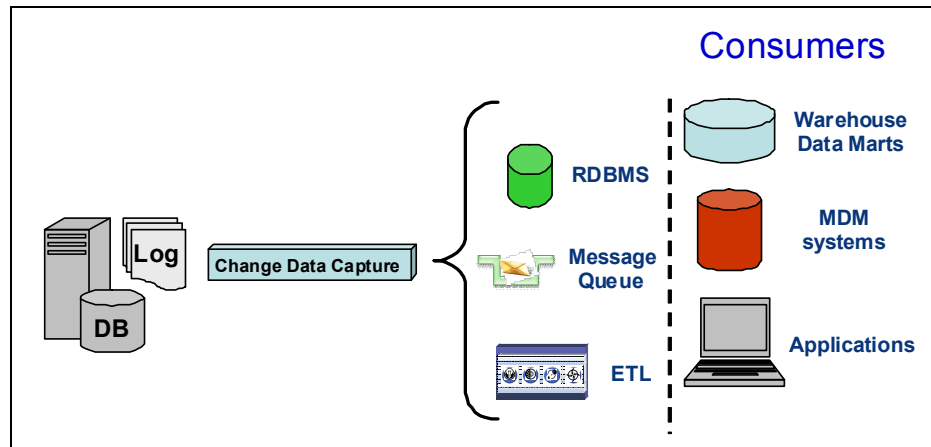 Consumers
Log
DB
Change Data Capture
RDBMS
Message
Queue
ETL
Warehouse
Data Marts
MDM
systems
Applications